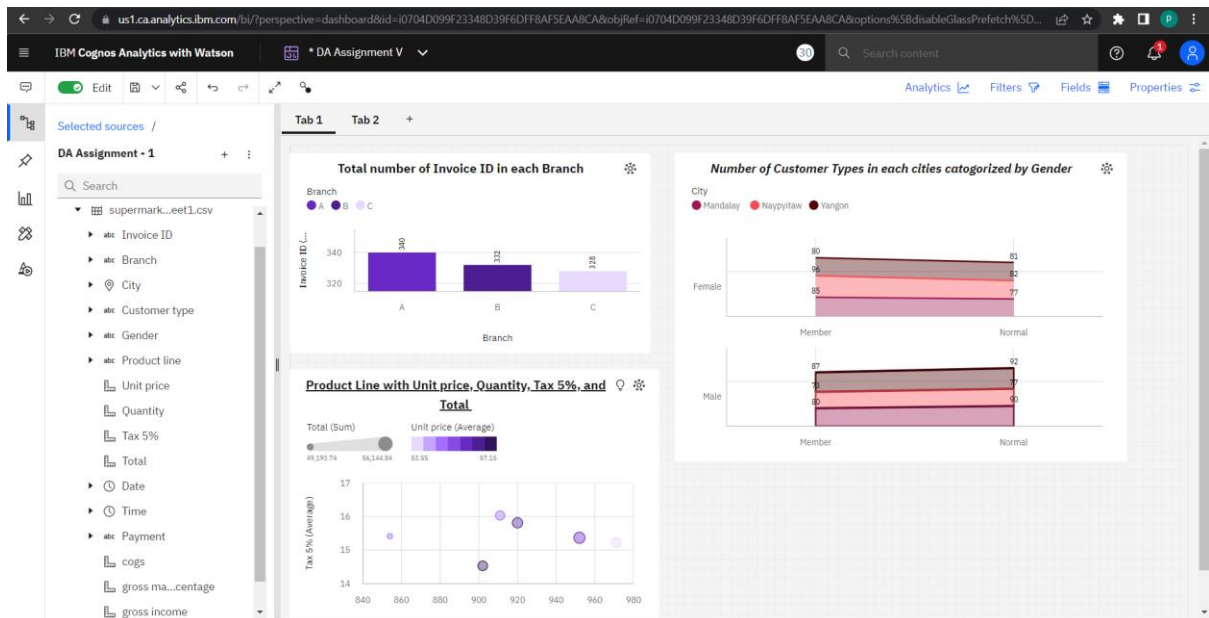 us1.ca.analytics.ibm.com/bi/?perspective=dashboard&id=i0704D099F23348D39F6DFF8AF5EAA8CA&objRef=i0704D099F23348D39F6DFF8AF5EAA8CA&options%5BdisableGlassPrefetch%5D...
P
IBM Cognos Analytics with Watson
* DA Assignment V
30
Search content
1
Edit
Analytics
Filters
Fields
Properties
Selected sources /
DA Assignment - 1
Search
supermark...eet1.csv
abc Invoice ID
abc Branch
City
abc Customer type
abc Gender
abc Product line
Unit price
Quantity
Tax 5%
Total
Date
Time
abc Payment
cogs
gross ma...centage
gross income
Tab 1
Tab 2
Total number of Invoice ID in each Branch
Branch
A B C
Invoice ID (...
340
320
340
332
328
A B C
Branch
Number of Customer Types in each cities catogorized by Gender
City
Mandalay Naypyitaw Yangon
Female
80 81
96 82
85 77
Member Normal
Male
87 92
77
80 90
Member Normal
Product Line with Unit price, Quantity, Tax 5%, and
Total
Total (Sum)
49,193.74 56,144.84
Unit price (Average)
53.55 57.15
Tax 5% (Average)
17
16
15
14
840 860 880 900 920 940 960 980